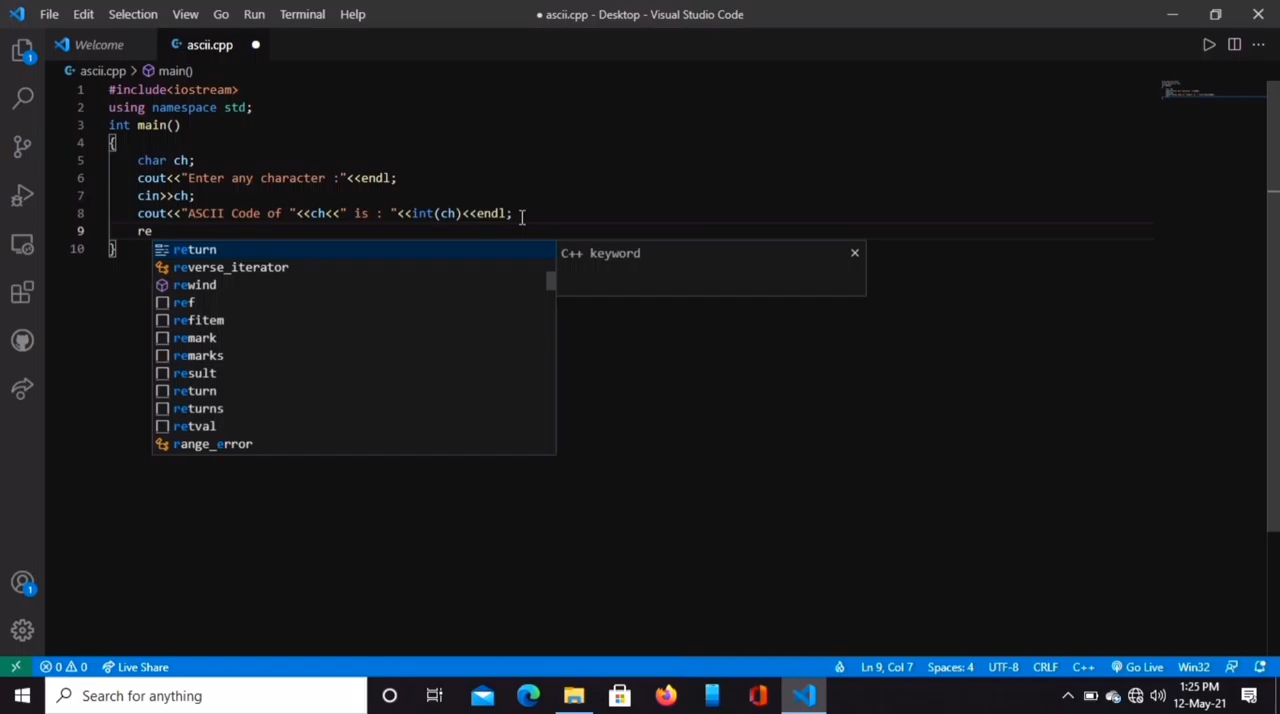 File Edit Selection View Go Run Terminal Help ● ascii.cpp - Desktop - Visual Studio Code
Welcome ascii.cpp
ascii.cpp > main()
1 #include<iostream>
2 using namespace std;
3 int main()
4 {
5 char ch;
6 cout<<"Enter any character :"<<endl;
7 cin>>ch;
8 cout<<"ASCII Code of "<<ch<<" is : "<<int(ch)<<endl;
9 re
10 }
return C++ keyword
reverse_iterator
rewind
ref
refitem
remark
remarks
result
return
returns
retval
range_error
1
1
0 0 Live Share Ln 9, Col 7 Spaces: 4 UTF-8 CRLF C++ Go Live Win32
Search for anything 1:25 PM
12-May-21